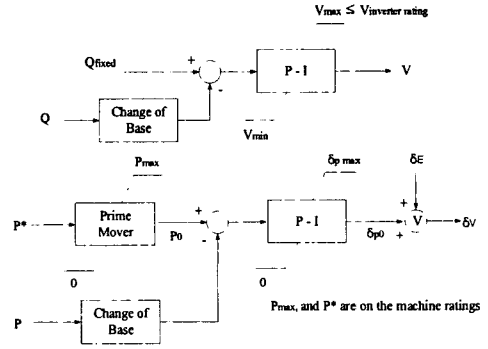 Vmax ≤ Vinverter rating
Qfixed
+
-
P - I
V
Q
Change of
Base
Vmin
Pmax
δp max
δE
P*
Prime
Mover
P0
+
-
P - I
δp0
+
+
V
δV
0
0
Pmax, and P* are on the machine ratings
P
Change of
Base